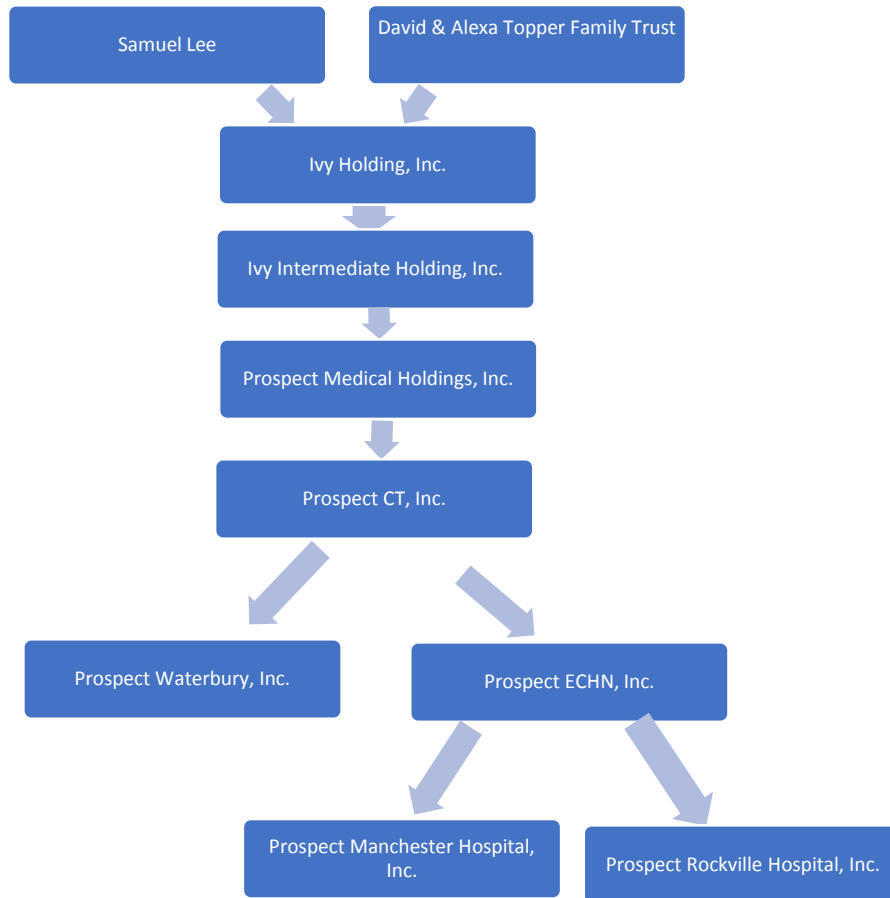 Samuel Lee
David & Alexa Topper Family Trust
Ivy Holding, Inc.
Ivy Intermediate Holding, Inc.
Prospect Medical Holdings, Inc.
Prospect CT, Inc.
Prospect Waterbury, Inc.
Prospect ECHN, Inc.
Prospect Manchester Hospital,
Inc.
Prospect Rockville Hospital, Inc.